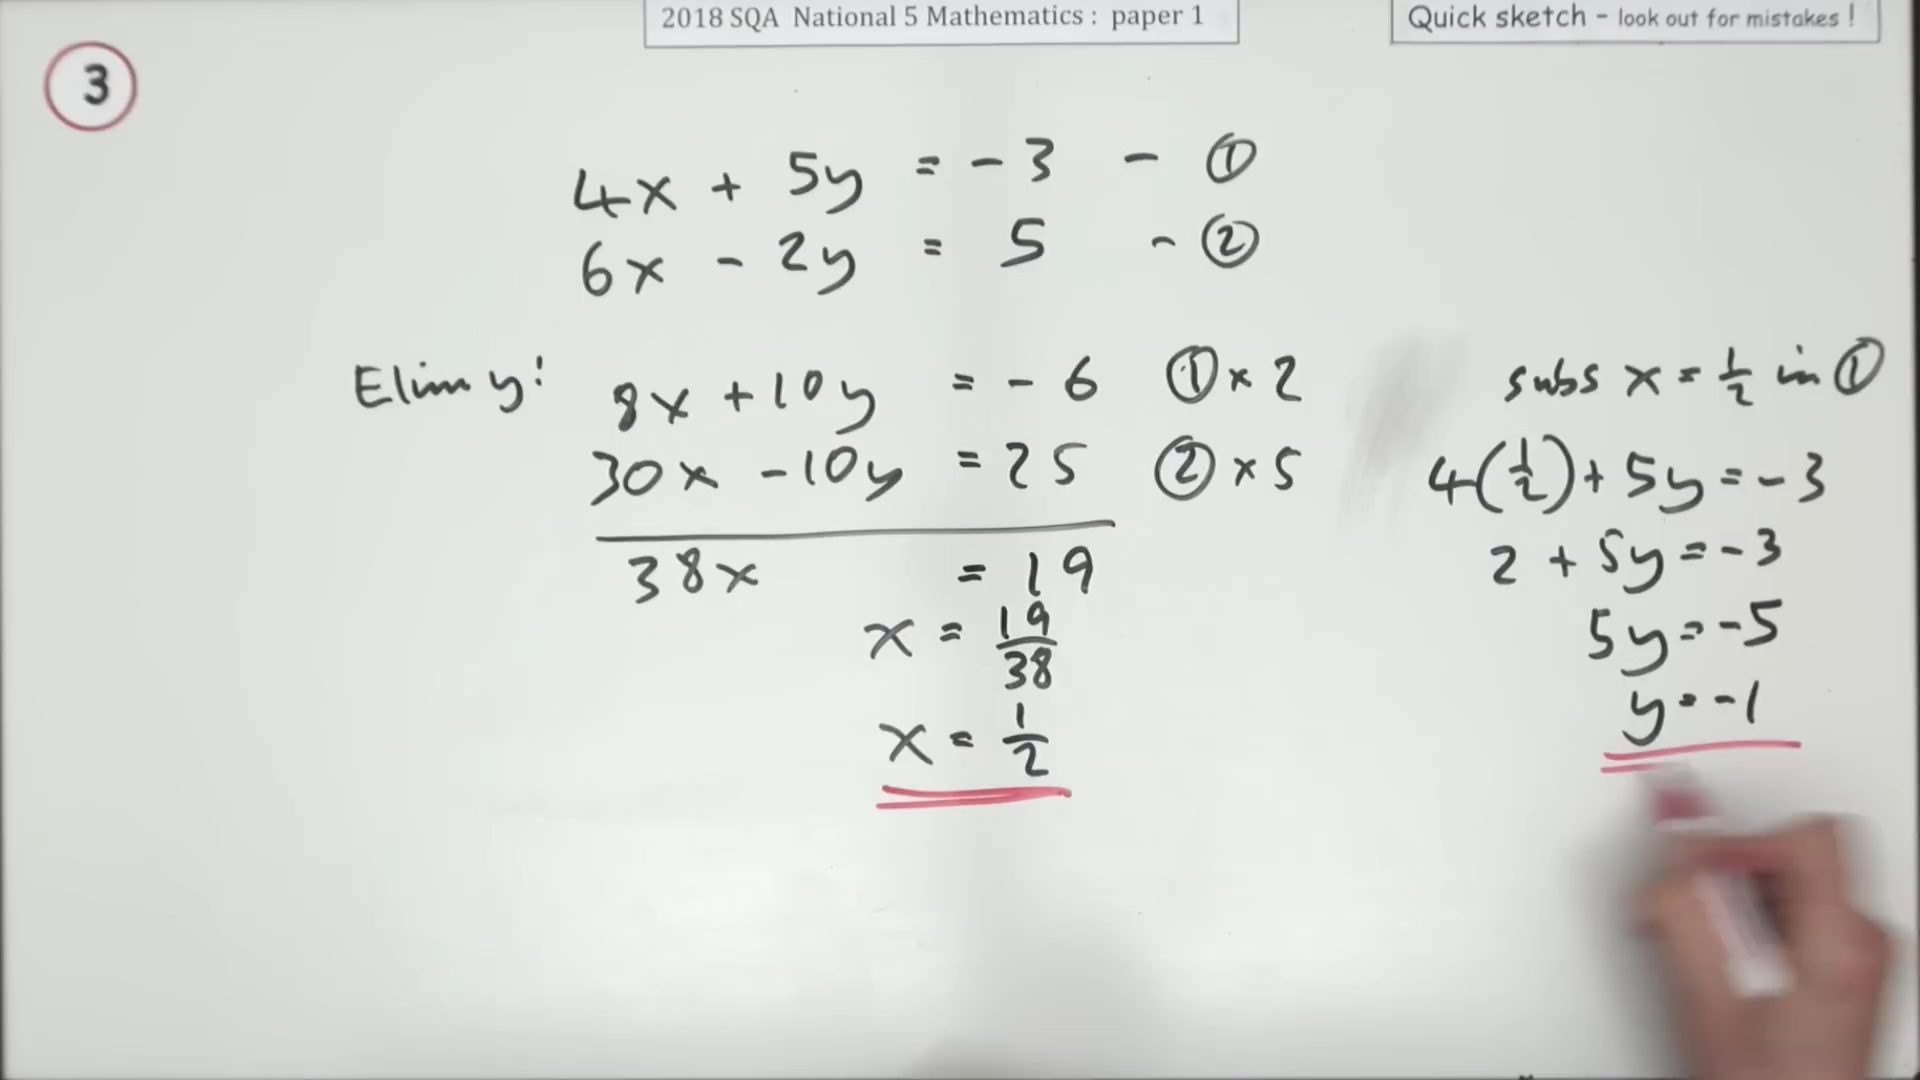 2018 SQA National 5 Mathematics : paper 1
Quick sketch - look out for mistakes !
3
4x + 5y = -3 - ①
6x - 2y = 5 - ②
Elim y:
8x + 10y = -6 ① × 2
30x - 10y = 25 ② × 5
38x = 19
x = 19/38
x = 1/2
subs x = 1/2 in ①
4(1/2) + 5y = -3
2 + 5y = -3
5y = -5
y = -1